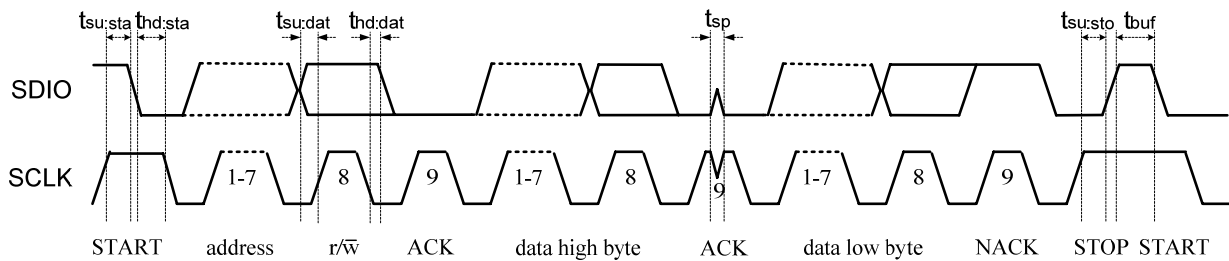 tsu:sta thd:sta tsu:dat thd:dat tsp tsu:sto tbuf
SDIO
SCLK 1-7 8 9 1-7 8 9 1-7 8 9
START address r/w̅ ACK data high byte ACK data low byte NACK STOP START